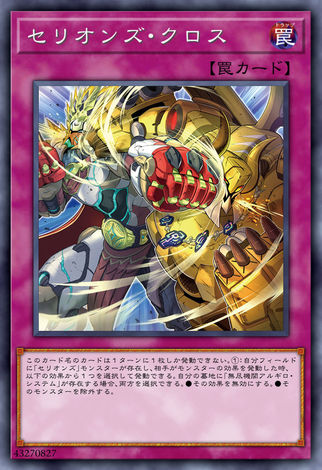 セリオンズ・クロス
トラップ
罠
【罠カード】
このカード名のカードは1ターンに1枚しか発動できない。①:自分フィールド
に「セリオンズ」モンスターが存在し、相手がモンスターの効果を発動した時、
以下の効果から1つを選択して発動できる。自分の墓地に「無尽機関アルギロ・
システム」が存在する場合、両方を選択できる。●その効果を無効にする。●そ
のモンスターを除外する。
43270827